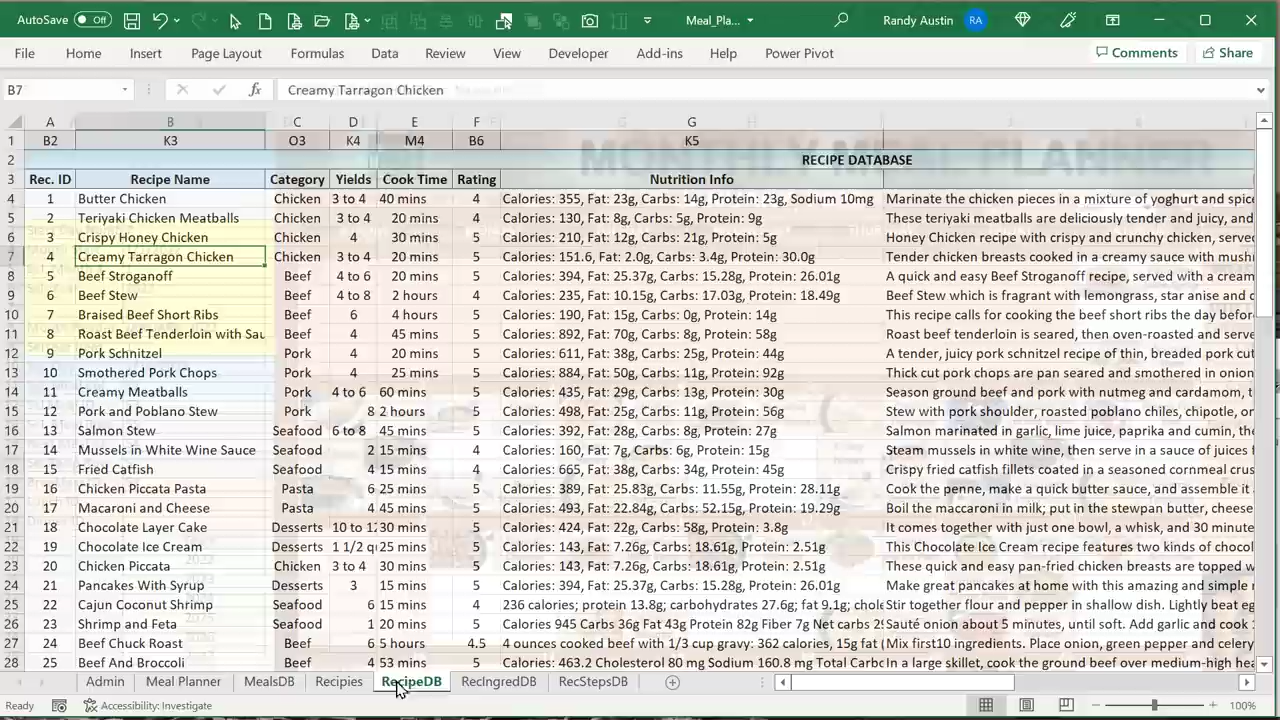 AutoSave Off Meal_Pla... Randy Austin RA
File Home Insert Page Layout Formulas Data Review View Developer Add-ins Help Power Pivot Comments Share
B7 fx Creamy Tarragon Chicken
A B C D E F G
1 B2 K3 O3 K4 M4 B6 K5
MONTHLY MEAL PLANNER
2 RECIPE DATABASE
3 Rec. ID Recipe Name Category Yields Cook Time Rating Nutrition Info
4 1 Butter Chicken Chicken 3 to 4 40 mins 4 Calories: 355, Fat: 23g, Carbs: 14g, Protein: 23g, Sodium 10mg Marinate the chicken pieces in a mixture of yoghurt and spice
5 2 Teriyaki Chicken Meatballs Chicken 3 to 4 20 mins 5 Calories: 130, Fat: 8g, Carbs: 5g, Protein: 9g These teriyaki meatballs are deliciously tender and juicy, and
6 3 Crispy Honey Chicken Chicken 4 30 mins 5 Calories: 210, Fat: 12g, Carbs: 21g, Protein: 5g Honey Chicken recipe with crispy and crunchy chicken, serve
7 4 Creamy Tarragon Chicken Chicken 3 to 4 20 mins 5 Calories: 151.6, Fat: 2.0g, Carbs: 3.4g, Protein: 30.0g Tender chicken breasts cooked in a creamy sauce with mush
8 5 Beef Stroganoff Beef 4 to 6 20 mins 5 Calories: 394, Fat: 25.37g, Carbs: 15.28g, Protein: 26.01g A quick and easy Beef Stroganoff recipe, served with a cream
9 6 Beef Stew Beef 4 to 8 2 hours 4 Calories: 235, Fat: 10.15g, Carbs: 17.03g, Protein: 18.49g Beef Stew which is fragrant with lemongrass, star anise and c
10 7 Braised Beef Short Ribs Beef 6 4 hours 4 Calories: 190, Fat: 15g, Carbs: 0g, Protein: 14g This recipe calls for cooking the beef short ribs the day befor
11 8 Roast Beef Tenderloin with Sau Beef 4 45 mins 4 Calories: 892, Fat: 70g, Carbs: 8g, Protein: 58g Roast beef tenderloin is seared, then oven-roasted and serve
12 9 Pork Schnitzel Pork 4 20 mins 5 Calories: 611, Fat: 38g, Carbs: 25g, Protein: 44g A tender, juicy pork schnitzel recipe of thin, breaded pork cut
13 10 Smothered Pork Chops Pork 4 25 mins 5 Calories: 884, Fat: 50g, Carbs: 11g, Protein: 92g Thick cut pork chops are pan seared and smothered in onion
14 11 Creamy Meatballs Pork 4 to 6 60 mins 5 Calories: 435, Fat: 29g, Carbs: 13g, Protein: 30g Season ground beef and pork with nutmeg and cardamom, t
15 12 Pork and Poblano Stew Pork 8 2 hours 5 Calories: 498, Fat: 25g, Carbs: 11g, Protein: 56g Stew with pork shoulder, roasted poblano chiles, chipotle, or
16 13 Salmon Stew Seafood 6 to 8 45 mins 5 Calories: 392, Fat: 28g, Carbs: 8g, Protein: 27g Salmon marinated in garlic, lime juice, paprika and cumin, the
17 14 Mussels in White Wine Sauce Seafood 2 15 mins 4 Calories: 160, Fat: 7g, Carbs: 6g, Protein: 15g Steam mussels in white wine, then serve in a sauce of juices f
18 15 Fried Catfish Seafood 4 15 mins 4 Calories: 665, Fat: 38g, Carbs: 34g, Protein: 45g Crispy fried catfish fillets coated in a seasoned cornmeal crus
19 16 Chicken Piccata Pasta Pasta 6 25 mins 5 Calories: 389, Fat: 25.83g, Carbs: 11.55g, Protein: 28.11g Cook the penne, make a quick butter sauce, and assemble it
20 17 Macaroni and Cheese Pasta 4 45 mins 5 Calories: 493, Fat: 22.84g, Carbs: 52.15g, Protein: 19.29g Boil the maccaroni in milk; put in the stewpan butter, cheese
21 18 Chocolate Layer Cake Desserts 10 to 12 30 mins 5 Calories: 424, Fat: 22g, Carbs: 58g, Protein: 3.8g It comes together with just one bowl, a whisk, and 30 minute
22 19 Chocolate Ice Cream Desserts 1 1/2 qu 25 mins 5 Calories: 143, Fat: 7.26g, Carbs: 18.61g, Protein: 2.51g This Chocolate Ice Cream recipe features two kinds of chocol
23 20 Chicken Piccata Chicken 3 to 4 30 mins 5 Calories: 143, Fat: 7.26g, Carbs: 18.61g, Protein: 2.51g These quick and easy pan-fried chicken breasts are topped w
24 21 Pancakes With Syrup Desserts 3 15 mins 5 Calories: 394, Fat: 25.37g, Carbs: 15.28g, Protein: 26.01g Make great pancakes at home with this amazing and simple r
25 22 Cajun Coconut Shrimp Seafood 6 15 mins 4 236 calories; protein 13.8g; carbohydrates 27.6g; fat 9.1g; chole Stir together flour and pepper in shallow dish. Lightly beat eg
26 23 Shrimp and Feta Seafood 1 20 mins 5 Calories 945 Carbs 36g Fat 43g Protein 82g Fiber 7g Net carbs 29 Sauté onion about 5 minutes, until soft. Add garlic and cook
27 24 Beef Chuck Roast Beef 6 5 hours 4.5 4 ounces cooked beef with 1/3 cup gravy: 362 calories, 15g fat ( Mix first10 ingredients. Place onion, green pepper and celery
28 25 Beef And Broccoli Beef 4 53 mins 5 Calories: 463.2 Cholesterol 80 mg Sodium 160.8 mg Total Carbo In a large skillet, cook the ground beef over medium-high hea
Admin Meal Planner MealsDB Recipies RecipeDB RecIngredDB RecStepsDB
Ready Accessibility: Investigate 100%